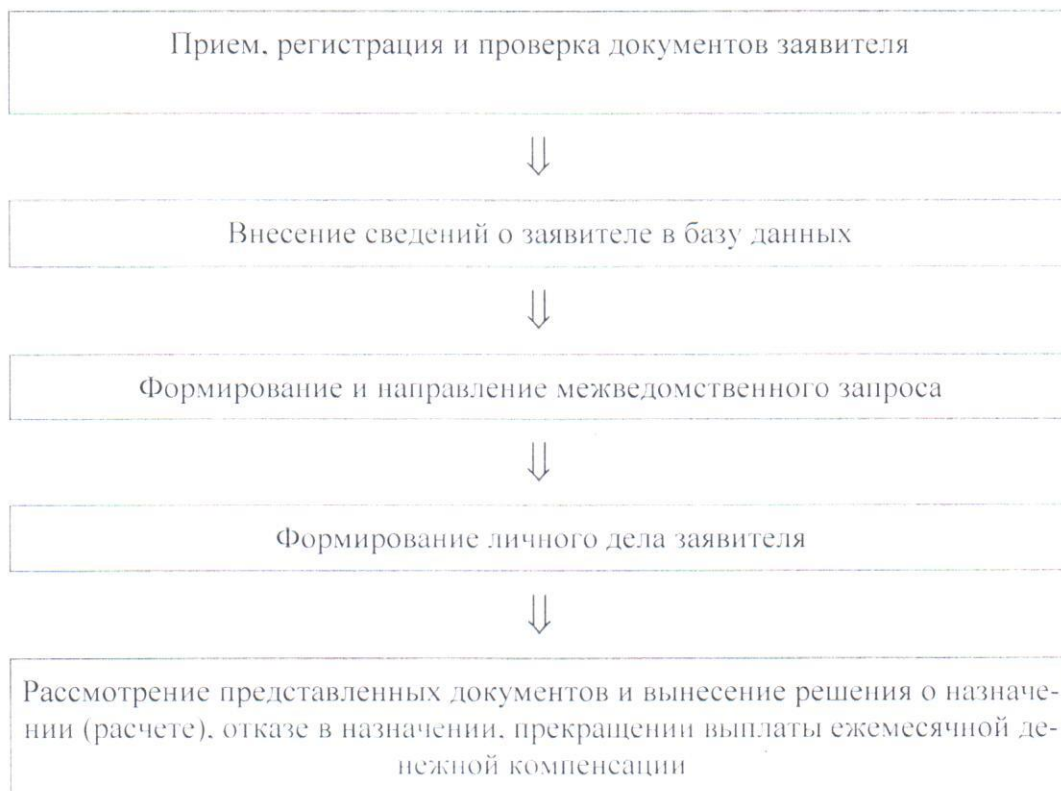 Прием, регистрация и проверка документов заявителя
⇓
Внесение сведений о заявителе в базу данных
⇓
Формирование и направление межведомственного запроса
⇓
Формирование личного дела заявителя
⇓
Рассмотрение представленных документов и вынесение решения о назначе-
нии (расчете), отказе в назначении, прекращении выплаты ежемесячной де-
нежной компенсации